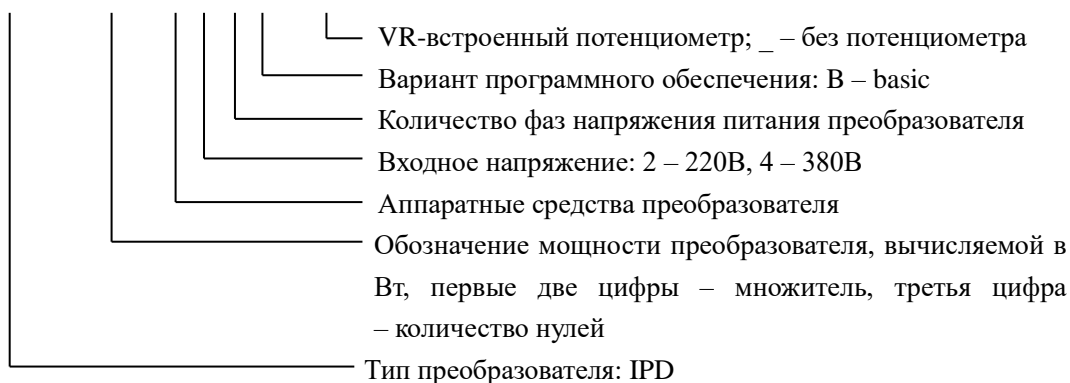 VR-встроенный потенциометр; _ – без потенциометра
Вариант программного обеспечения: B – basic
Количество фаз напряжения питания преобразователя
Входное напряжение: 2 – 220В, 4 – 380В
Аппаратные средства преобразователя
Обозначение мощности преобразователя, вычисляемой в
Вт, первые две цифры – множитель, третья цифра
– количество нулей
Тип преобразователя: IPD